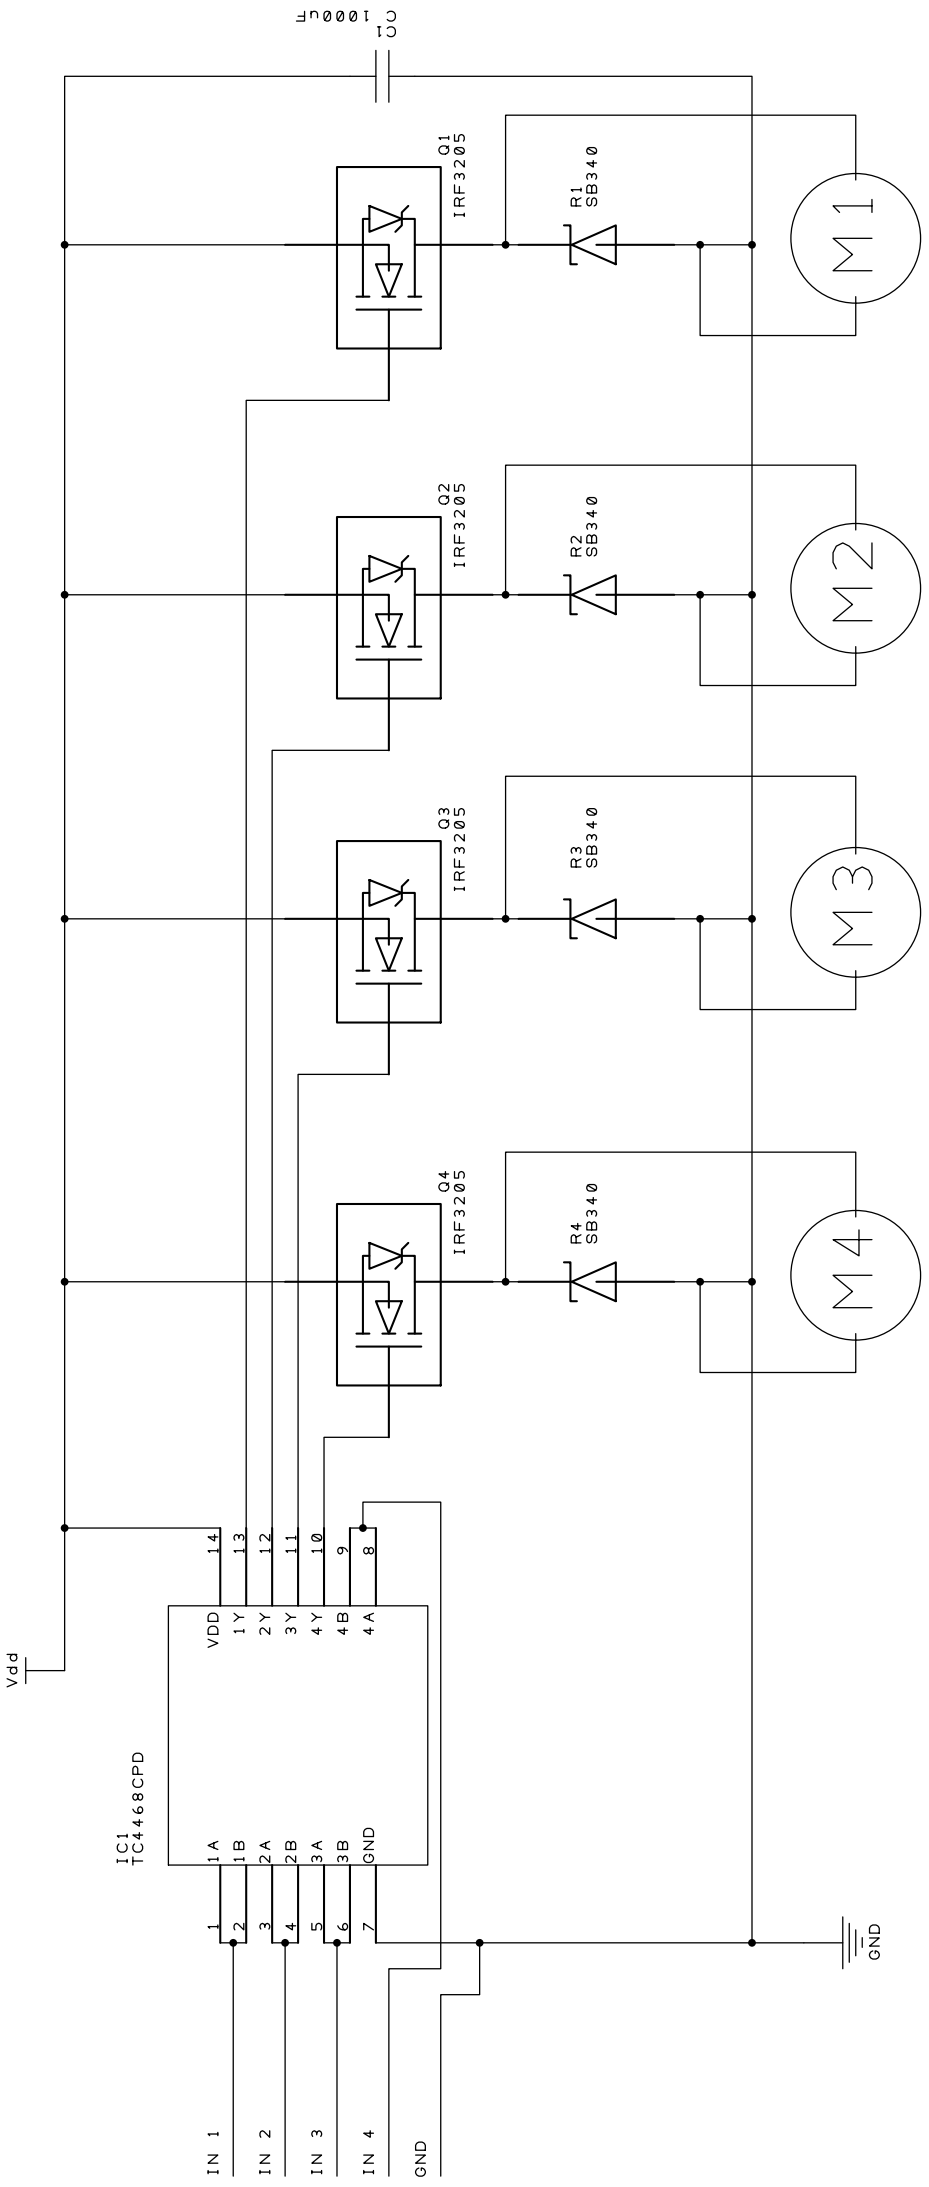 C1
C 1000uF
Q1
IRF3205
R1
SB340
M1
Q2
IRF3205
R2
SB340
M2
Q3
IRF3205
R3
SB340
M3
Q4
IRF3205
R4
SB340
M4
Vdd
IC1
TC4468CPD
14 VDD
13 1Y
12 2Y
11 3Y
10 4Y
9 4B
8 4A
1 1A
2 1B
3 2A
4 2B
5 3A
6 3B
7 GND
GND
IN 1
IN 2
IN 3
IN 4
GND